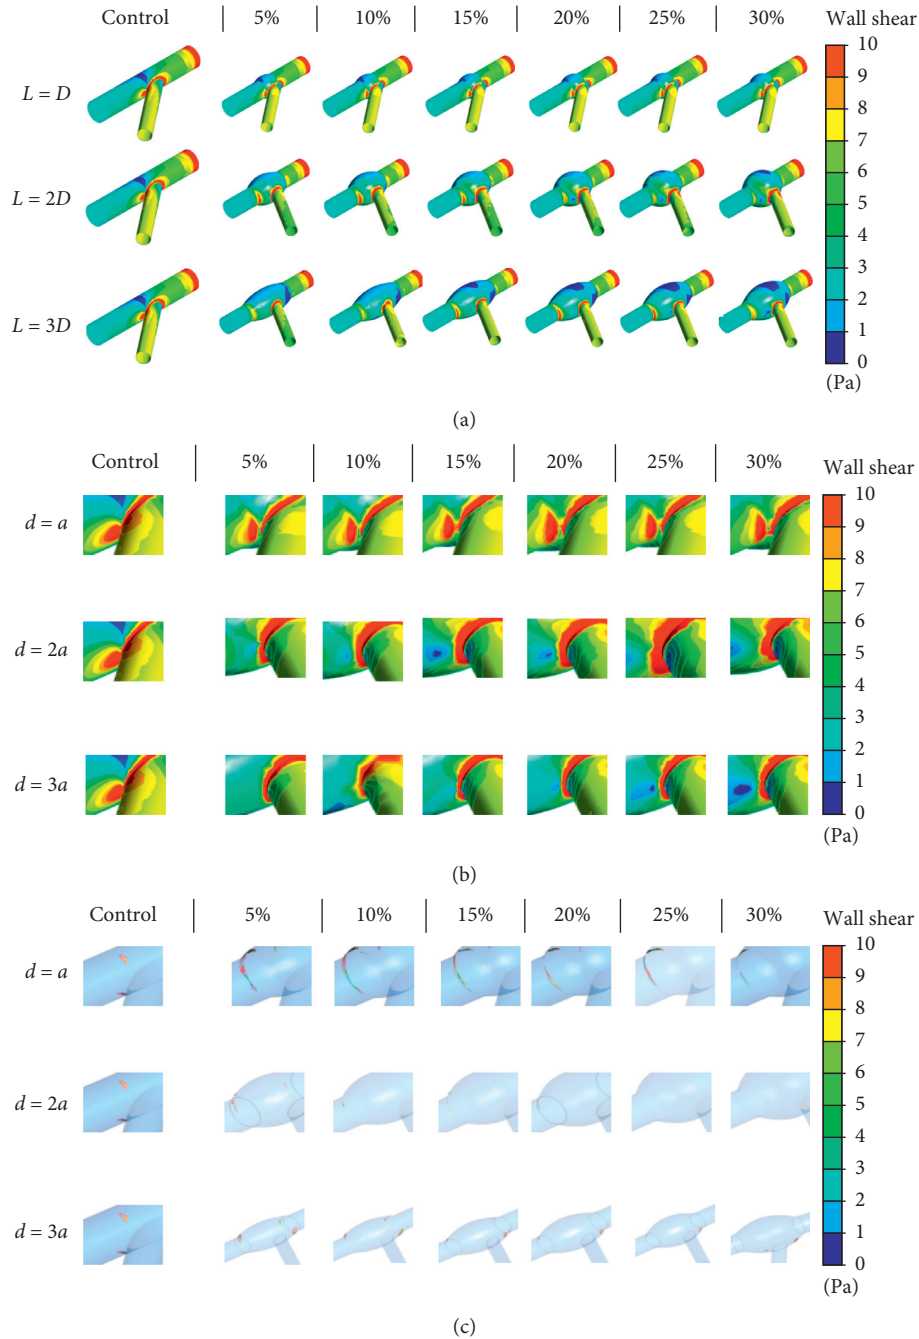 Control 5% 10% 15% 20% 25% 30% Wall shear
10
9
L = D
8
7
6
L = 2D
5
4
3
2
L = 3D
1
0
(Pa)
(a)
Control 5% 10% 15% 20% 25% 30% Wall shear
10
d = a
9
8
7
6
d = 2a
5
4
3
2
d = 3a
1
0
(Pa)
(b)
Control 5% 10% 15% 20% 25% 30% Wall shear
10
d = a
9
8
7
6
d = 2a
5
4
3
2
d = 3a
1
0
(Pa)
(c)